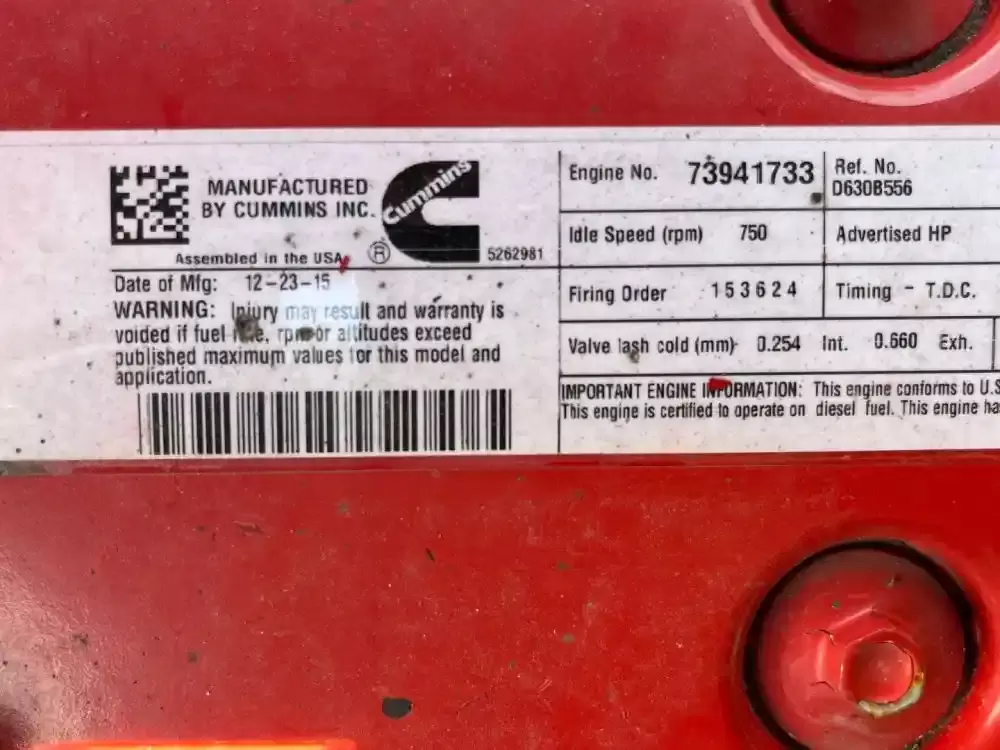 MANUFACTURED
BY CUMMINS INC.
Cummins
®
5262981
Assembled in the USA
Date of Mfg: 12-23-15
WARNING: Injury may result and warranty is
voided if fuel rate, rpm or altitudes exceed
published maximum values for this model and
application.
Engine No. 73941733
Ref. No.
D630B556
Idle Speed (rpm) 750
Advertised HP
Firing Order 153624
Timing - T.D.C.
Valve lash cold (mm) 0.254 Int. 0.660 Exh.
IMPORTANT ENGINE INFORMATION: This engine conforms to U.S
This engine is certified to operate on diesel fuel. This engine ha